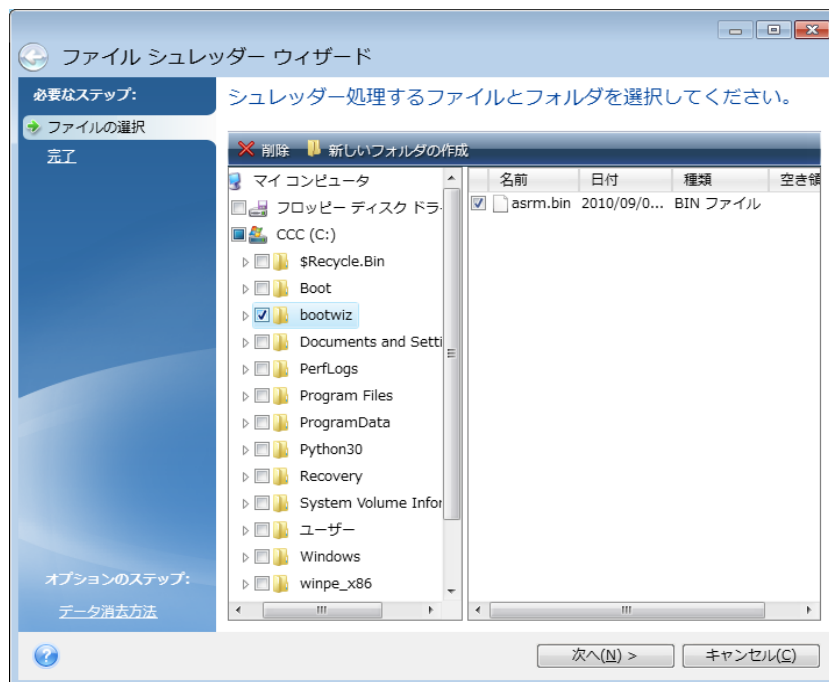 ファイル シュレッダー ウィザード
必要なステップ:
ファイルの選択
完了
シュレッダー処理するファイルとフォルダを選択してください。
削除 新しいフォルダの作成
マイ コンピュータ
フロッピー ディスク ドラ
CCC (C:)
$Recycle.Bin
Boot
bootwiz
Documents and Setti
PerfLogs
Program Files
ProgramData
Python30
Recovery
System Volume Infor
ユーザー
Windows
winpe_x86
名前 日付 種類 空き領
asrm.bin 2010/09/0... BIN ファイル
オプションのステップ:
データ消去方法
次へ(N) > キャンセル(C)